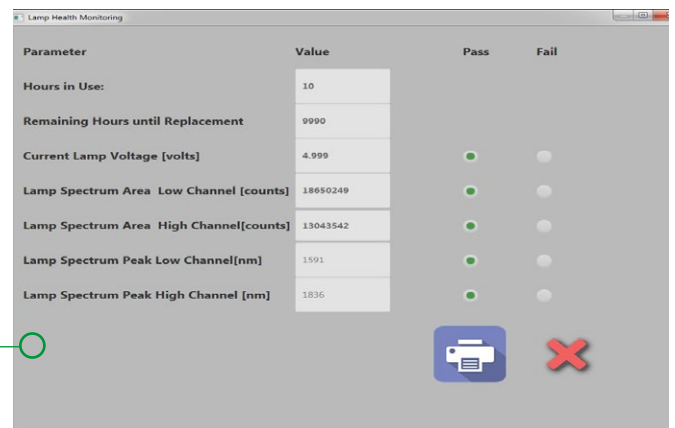 Lamp Health Monitoring
Parameter Value Pass Fail
Hours in Use: 10
Remaining Hours until Replacement 9990
Current Lamp Voltage [volts] 4.999
Lamp Spectrum Area Low Channel [counts] 18650249
Lamp Spectrum Area High Channel[counts] 13043542
Lamp Spectrum Peak Low Channel[nm] 1591
Lamp Spectrum Peak High Channel [nm] 1836